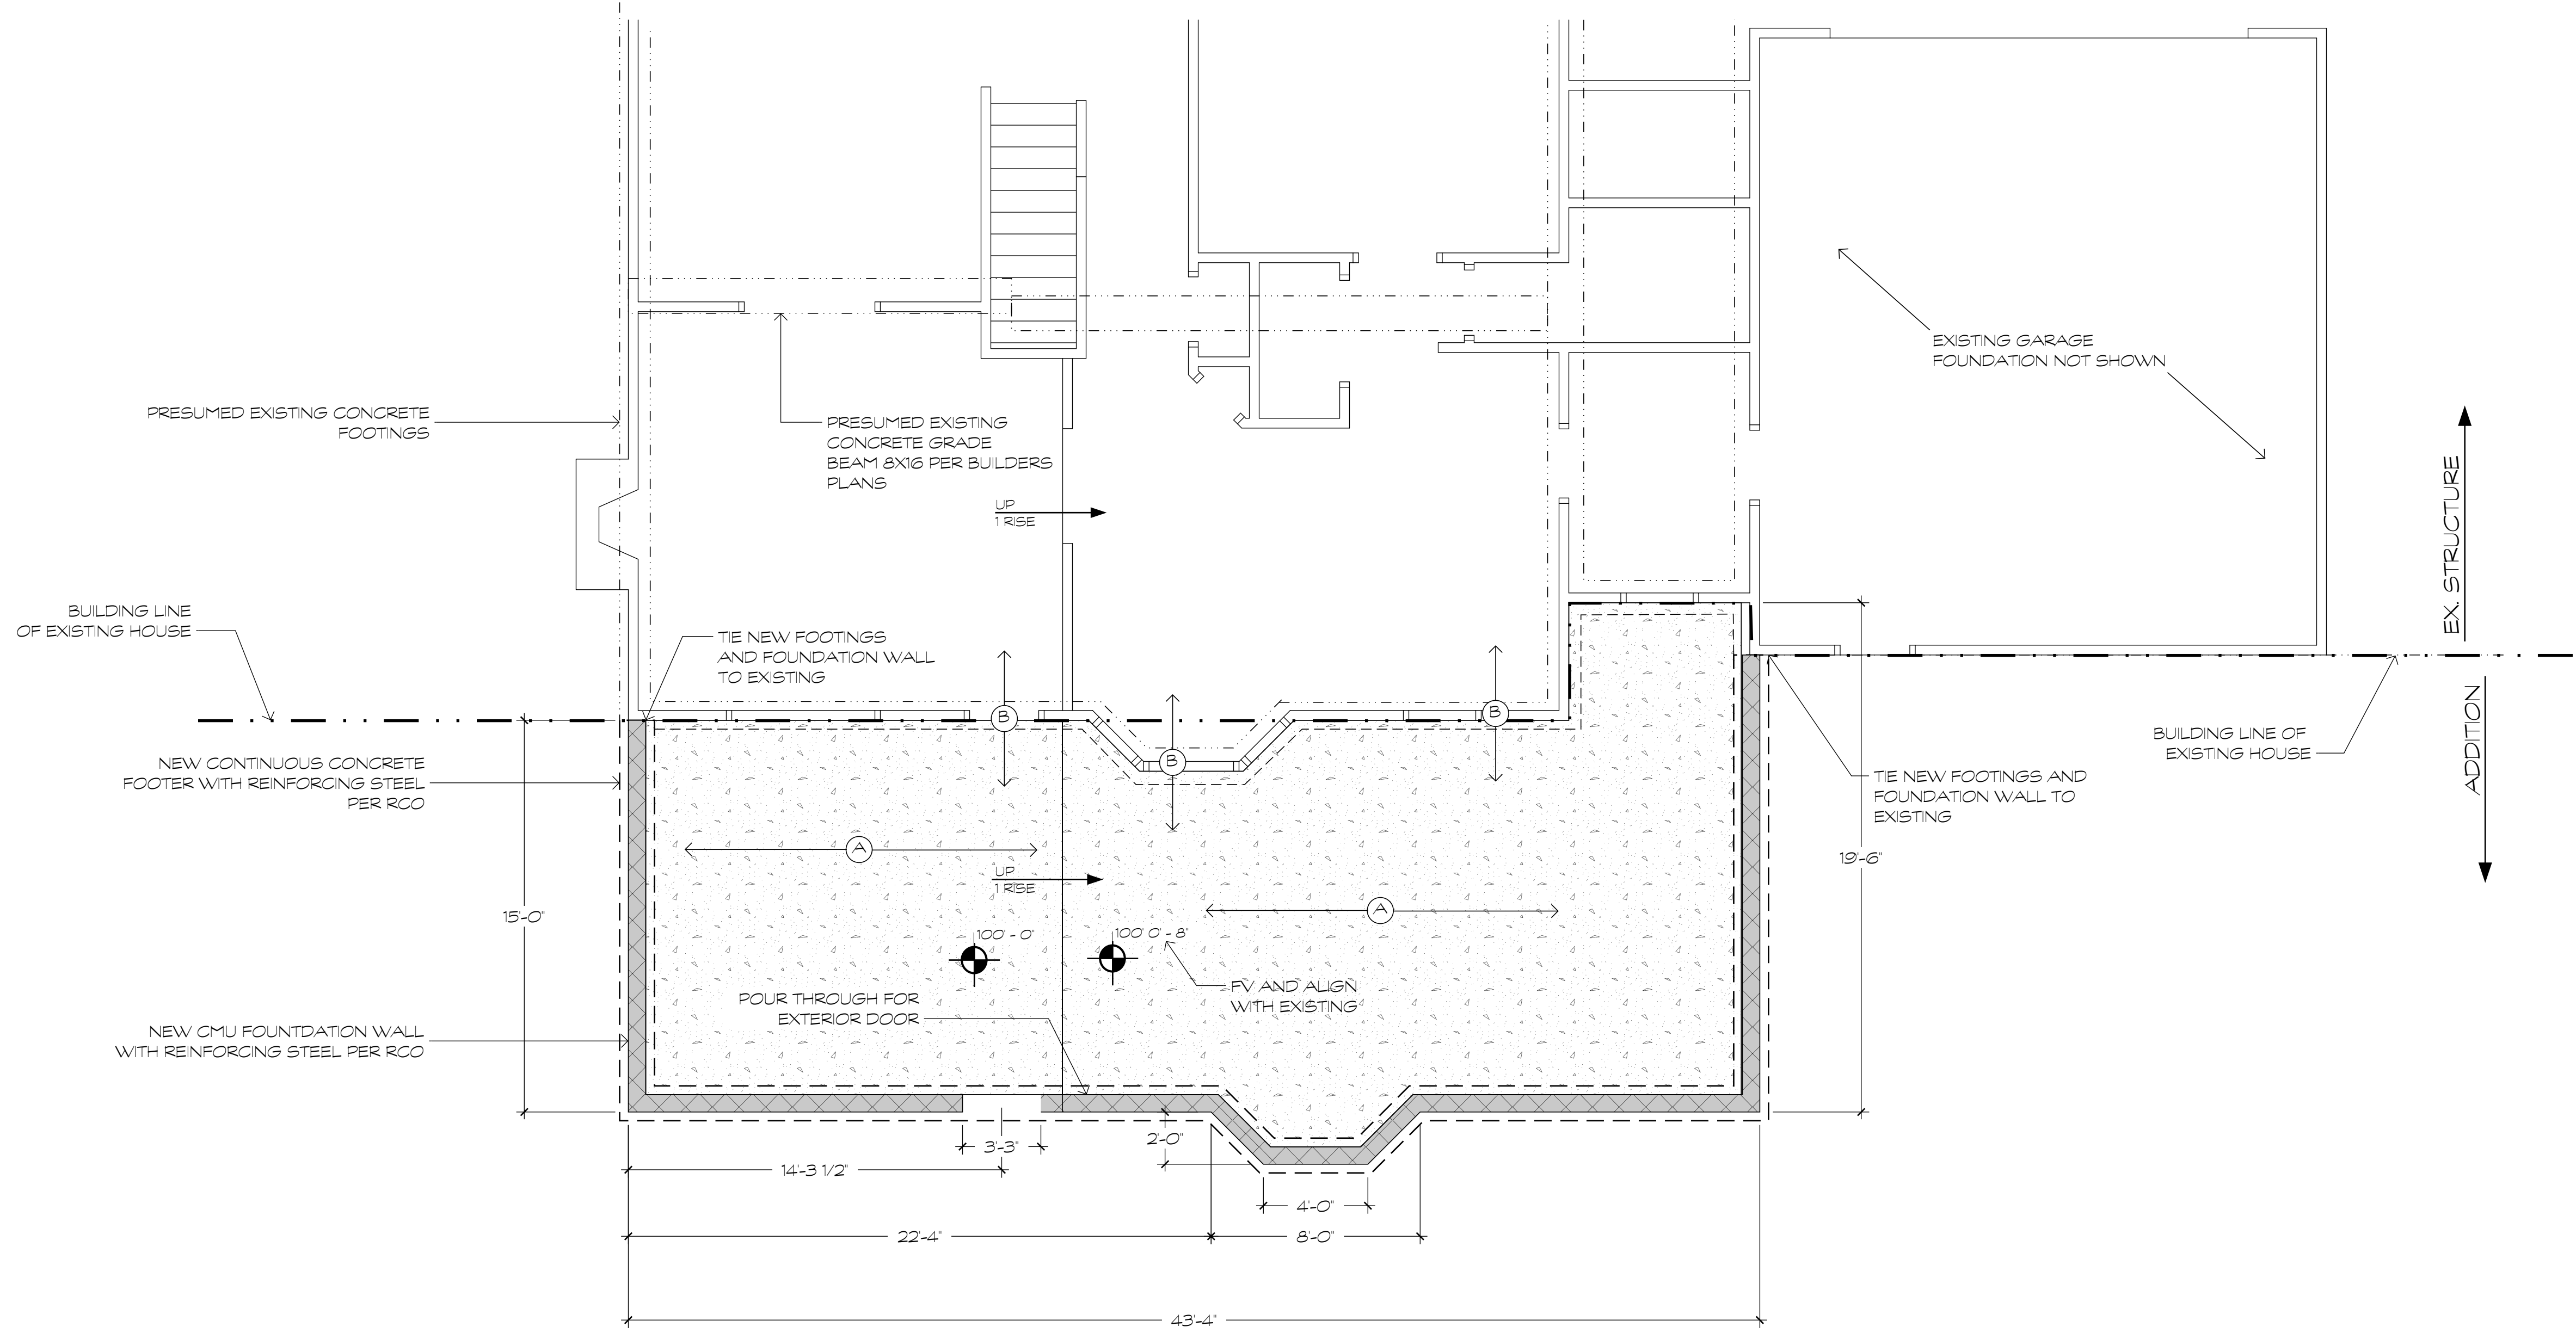 EXISTING GARAGE
FOUNDATION NOT SHOWN
PRESUMED EXISTING CONCRETE
FOOTINGS
PRESUMED EXISTING
CONCRETE GRADE
BEAM 8X16 PER BUILDERS
PLANS
UP
1 RISE
EX. STRUCTURE
ADDITION
BUILDING LINE
OF EXISTING HOUSE
TIE NEW FOOTINGS
AND FOUNDATION WALL
TO EXISTING
B
B
B
NEW CONTINUOUS CONCRETE
FOOTER WITH REINFORCING STEEL
PER RCO
BUILDING LINE OF
EXISTING HOUSE
TIE NEW FOOTINGS AND
FOUNDATION WALL TO
EXISTING
A
19'-6"
UP
1 RISE
A
15'-0"
100' - 0"
100' 0' - 8"
FV AND ALIGN
WITH EXISTING
POUR THROUGH FOR
EXTERIOR DOOR
NEW CMU FOUNTDATION WALL
WITH REINFORCING STEEL PER RCO
3'-3"
2'-0"
14'-3 1/2"
4'-0"
22'-4"
8'-0"
43'-4"